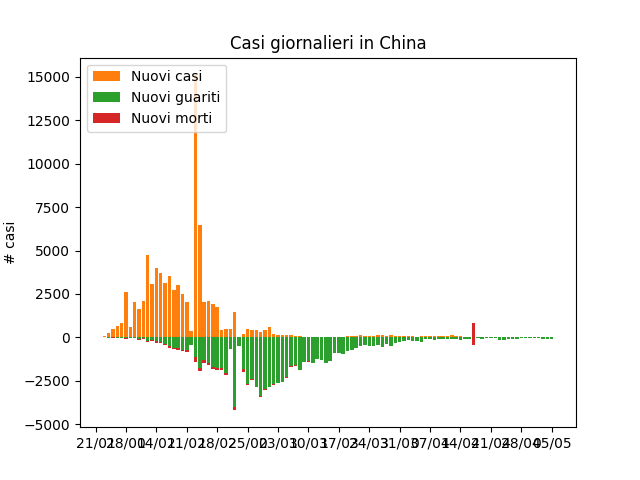 Casi giornalieri in China
Nuovi casi
Nuovi guariti
Nuovi morti
# casi
15000
12500
10000
7500
5000
2500
0
−2500
−5000
21/01 28/01 04/02 11/02 18/02 25/02 03/03 10/03 17/03 24/03 31/03 07/04 14/04 21/04 28/04 05/05